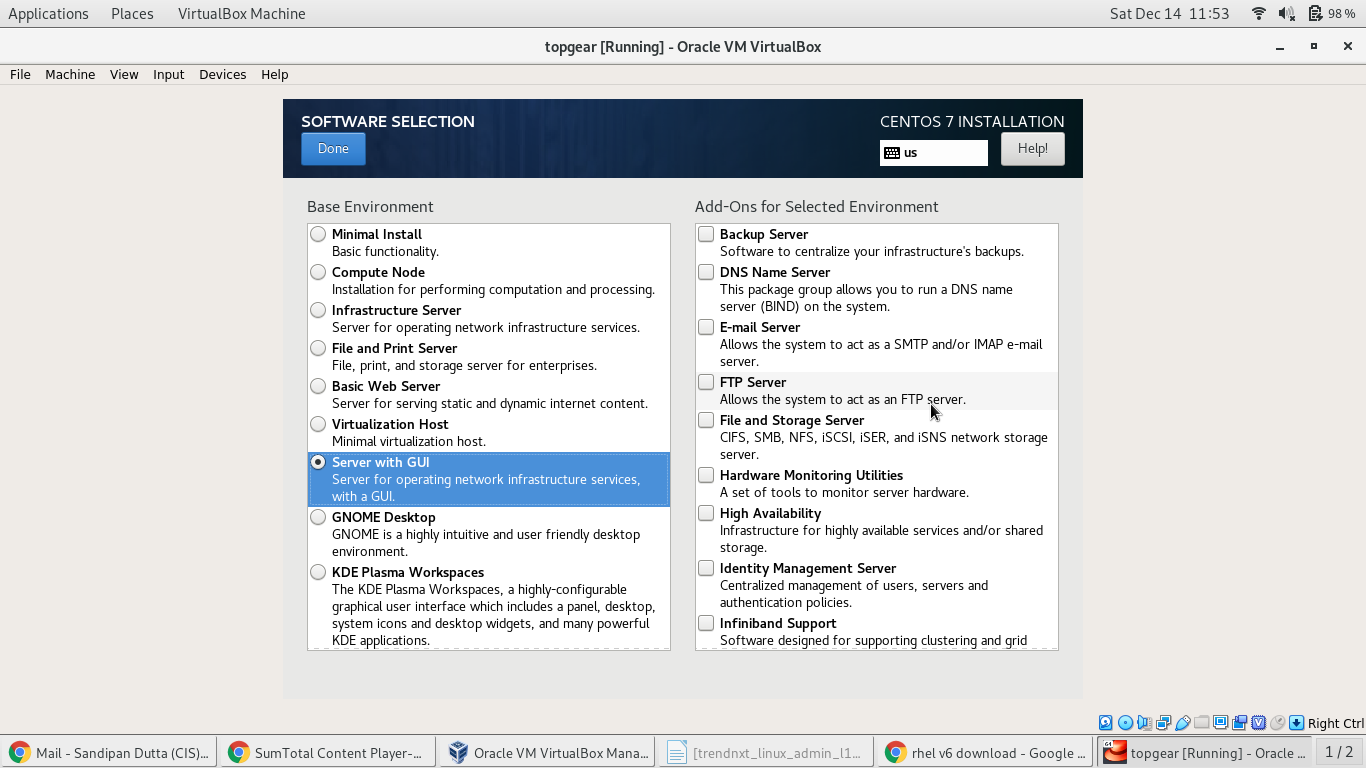 Applications Places VirtualBox Machine Sat Dec 14 11:53 98 %
topgear [Running] - Oracle VM VirtualBox
File Machine View Input Devices Help
SOFTWARE SELECTION
Done
CENTOS 7 INSTALLATION
us
Help!
Base Environment
Minimal Install
Basic functionality.
Compute Node
Installation for performing computation and processing.
Infrastructure Server
Server for operating network infrastructure services.
File and Print Server
File, print, and storage server for enterprises.
Basic Web Server
Server for serving static and dynamic internet content.
Virtualization Host
Minimal virtualization host.
Server with GUI
Server for operating network infrastructure services,
with a GUI.
GNOME Desktop
GNOME is a highly intuitive and user friendly desktop
environment.
KDE Plasma Workspaces
The KDE Plasma Workspaces, a highly-configurable
graphical user interface which includes a panel, desktop,
system icons and desktop widgets, and many powerful
KDE applications.
Add-Ons for Selected Environment
Backup Server
Software to centralize your infrastructure's backups.
DNS Name Server
This package group allows you to run a DNS name
server (BIND) on the system.
E-mail Server
Allows the system to act as a SMTP and/or IMAP e-mail
server.
FTP Server
Allows the system to act as an FTP server.
File and Storage Server
CIFS, SMB, NFS, iSCSI, iSER, and iSNS network storage
server.
Hardware Monitoring Utilities
A set of tools to monitor server hardware.
High Availability
Infrastructure for highly available services and/or shared
storage.
Identity Management Server
Centralized management of users, servers and
authentication policies.
Infiniband Support
Software designed for supporting clustering and grid
Right Ctrl
Mail - Sandipan Dutta (CIS)... SumTotal Content Player-... Oracle VM VirtualBox Mana... [trendnxt_linux_admin_l1... rhel v6 download - Google ... topgear [Running] - Oracle ... 1 / 2